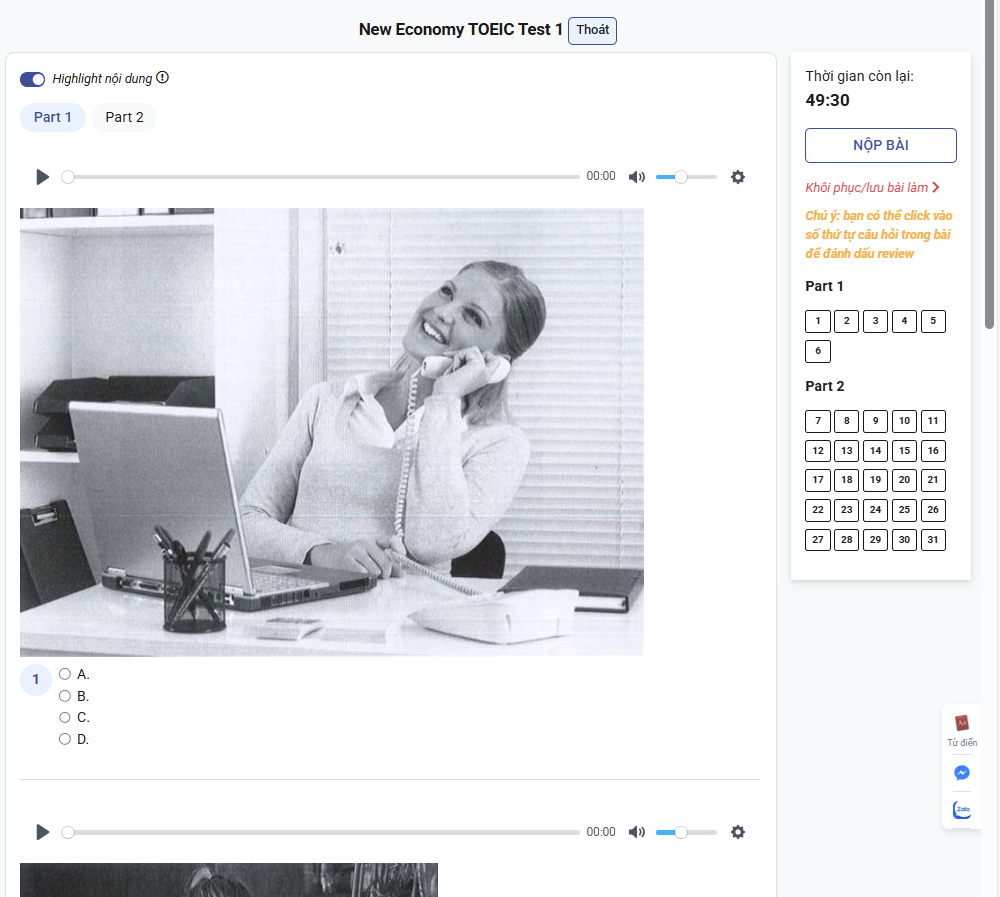 New Economy TOEIC Test 1
Thoát
Highlight nội dung
Part 1
Part 2
00:00
1
A.
B.
C.
D.
00:00
Thời gian còn lại:
49:30
NỘP BÀI
Khôi phục/lưu bài làm
Chú ý: bạn có thể click vào
số thứ tự câu hỏi trong bài
để đánh dấu review
Part 1
1 2 3 4 5
6
Part 2
7 8 9 10 11
12 13 14 15 16
17 18 19 20 21
22 23 24 25 26
27 28 29 30 31
Aa
Từ điển
Zalo